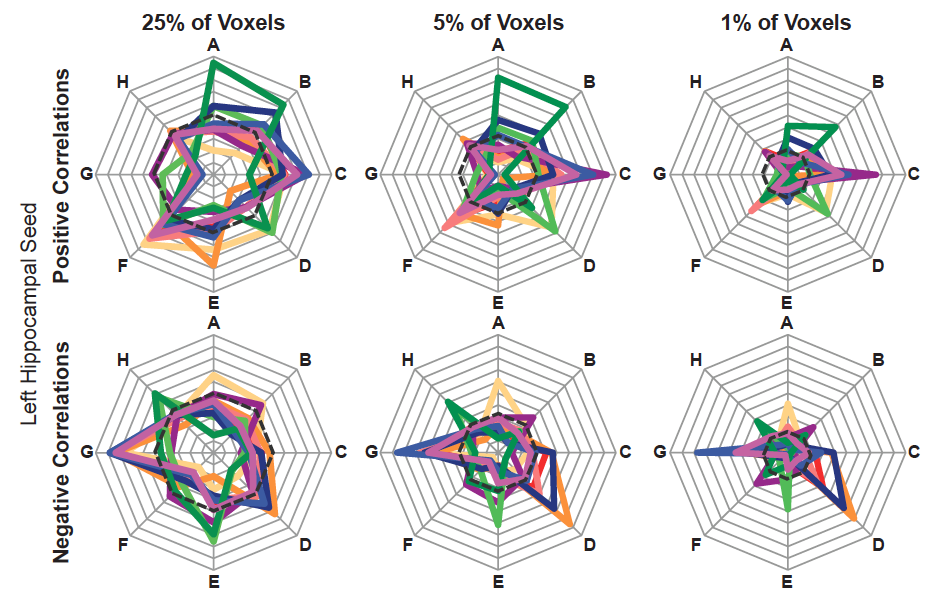 25% of Voxels
5% of Voxels
1% of Voxels
Left Hippocampal Seed
Positive Correlations
A
B
C
D
E
F
G
H
A
B
C
D
E
F
G
H
A
B
C
D
E
F
G
H
Negative Correlations
A
B
C
D
E
F
G
H
A
B
C
D
E
F
G
H
A
B
C
D
E
F
G
H